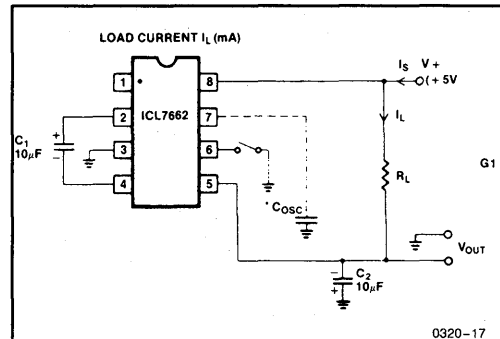 LOAD CURRENT IL (mA)
1
8
IS V +
(+ 5V
2
ICL7662
7
IL
C1
10μF
+
−
3
6
4
5
RL
G1
*COSC
VOUT
−
+
C2
10μF
0320-17